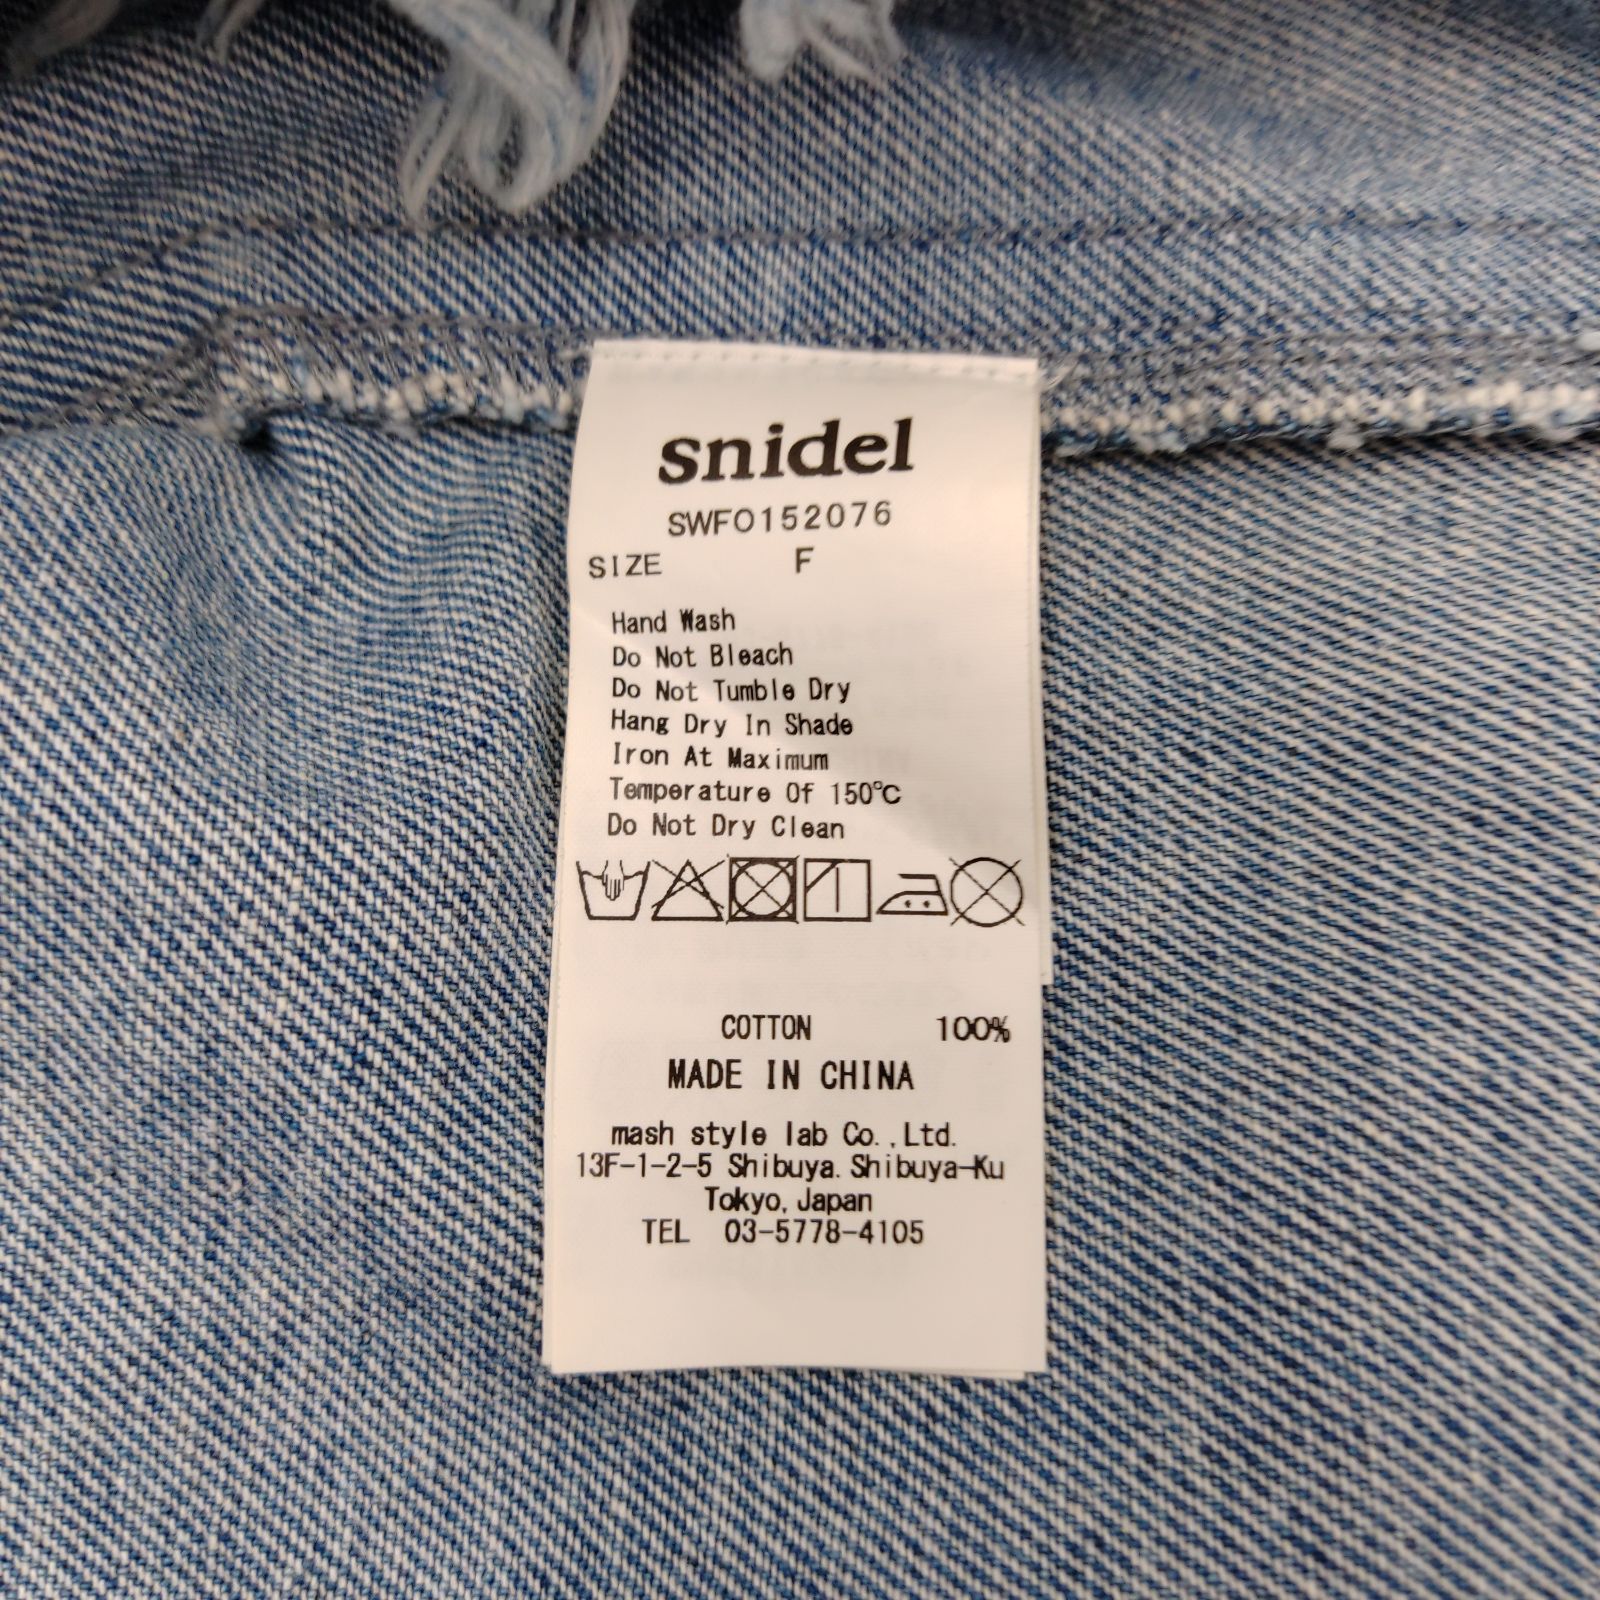 snidel
SWFO152076
SIZE F
Hand Wash
Do Not Bleach
Do Not Tumble Dry
Hang Dry In Shade
Iron At Maximum
Temperature Of 150℃
Do Not Dry Clean
COTTON 100%
MADE IN CHINA
mash style lab Co.,Ltd.
13F-1-2-5 Shibuya. Shibuya-Ku
Tokyo, Japan
TEL 03-5778-4105